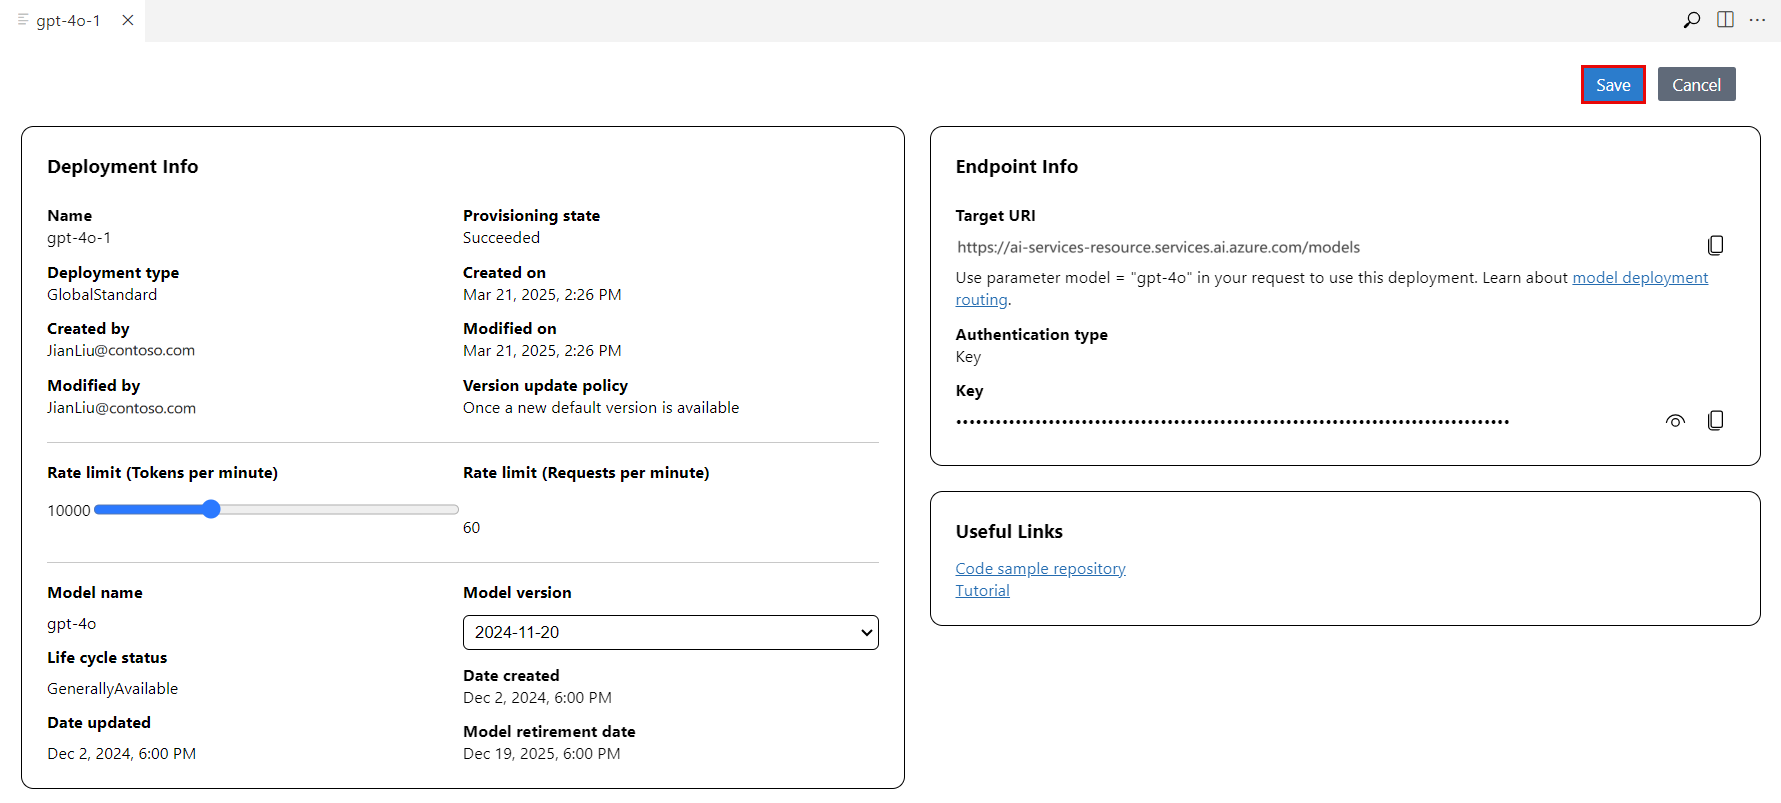 gpt-4o-1
Save
Cancel
Deployment Info
Name
gpt-4o-1
Provisioning state
Succeeded
Deployment type
GlobalStandard
Created on
Mar 21, 2025, 2:26 PM
Created by
JianLiu@contoso.com
Modified on
Mar 21, 2025, 2:26 PM
Modified by
JianLiu@contoso.com
Version update policy
Once a new default version is available
Rate limit (Tokens per minute)
10000
Rate limit (Requests per minute)
60
Model name
gpt-4o
Model version
2024-11-20
Life cycle status
GenerallyAvailable
Date created
Dec 2, 2024, 6:00 PM
Date updated
Dec 2, 2024, 6:00 PM
Model retirement date
Dec 19, 2025, 6:00 PM
Endpoint Info
Target URI
https://ai-services-resource.services.ai.azure.com/models
Use parameter model = "gpt-4o" in your request to use this deployment. Learn about model deployment
routing.
Authentication type
Key
Key
Useful Links
Code sample repository
Tutorial